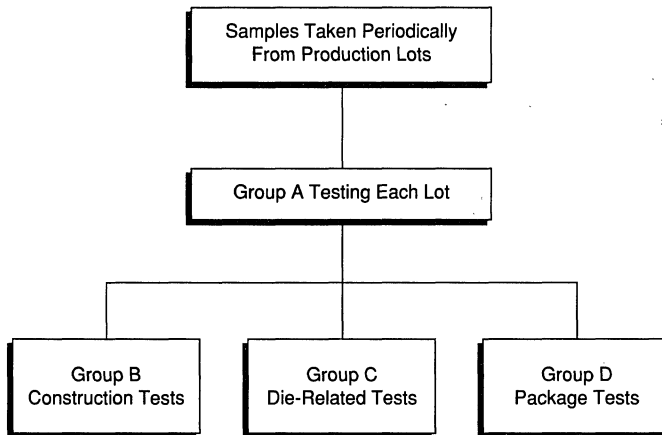 Samples Taken Periodically
From Production Lots
Group A Testing Each Lot
Group B
Construction Tests
Group C
Die-Related Tests
Group D
Package Tests